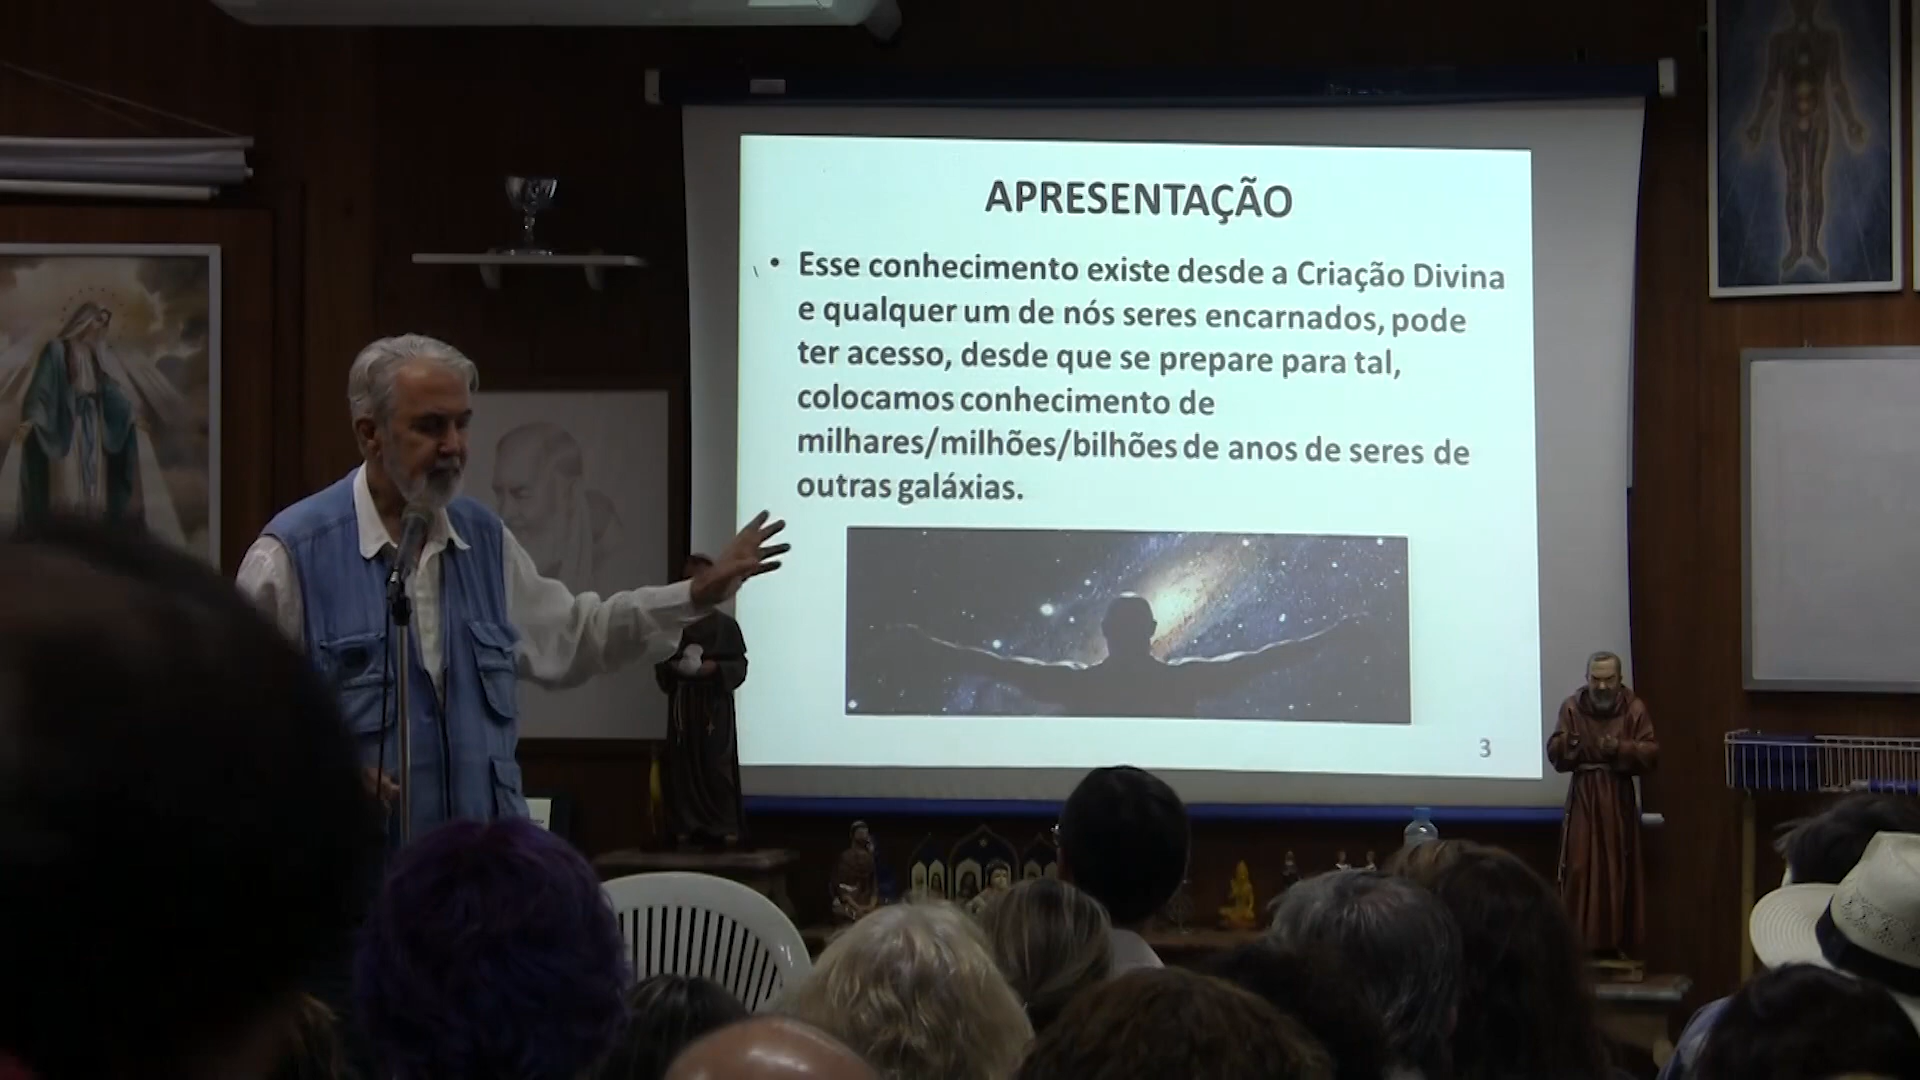 APRESENTAÇÃO
• Esse conhecimento existe desde a Criação Divina
e qualquer um de nós seres encarnados, pode
ter acesso, desde que se prepare para tal,
colocamos conhecimento de
milhares/milhões/bilhões de anos de seres de
outras galáxias.
3